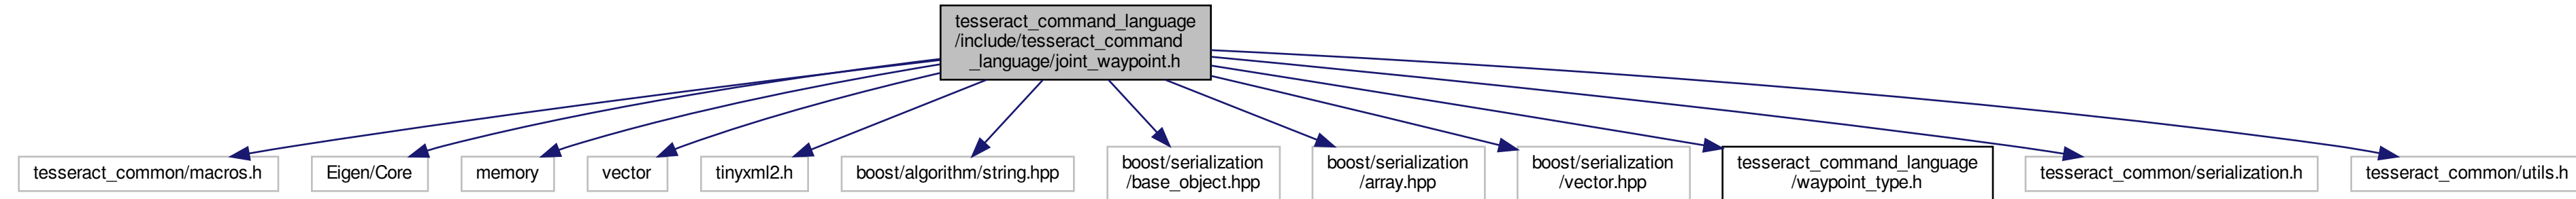 tesseract_command_language
/include/tesseract_command
_language/joint_waypoint.h
tesseract_common/macros.h
Eigen/Core
memory
vector
tinyxml2.h
boost/algorithm/string.hpp
boost/serialization
/base_object.hpp
boost/serialization
/array.hpp
boost/serialization
/vector.hpp
tesseract_command_language
/waypoint_type.h
tesseract_common/serialization.h
tesseract_common/utils.h